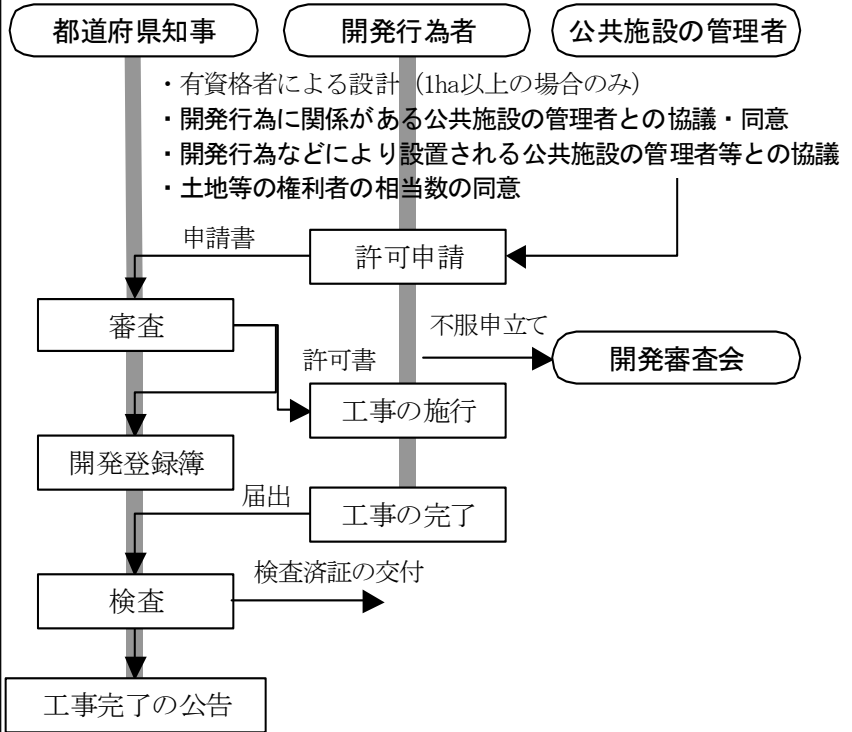 都道府県知事
開発行為者
公共施設の管理者
・有資格者による設計（1ha以上の場合のみ）
・開発行為に関係がある公共施設の管理者との協議・同意
・開発行為などにより設置される公共施設の管理者等との協議
・土地等の権利者の相当数の同意
申請書
許可申請
審査
不服申立て
許可書
開発審査会
工事の施行
開発登録簿
届出
工事の完了
検査済証の交付
検査
工事完了の公告